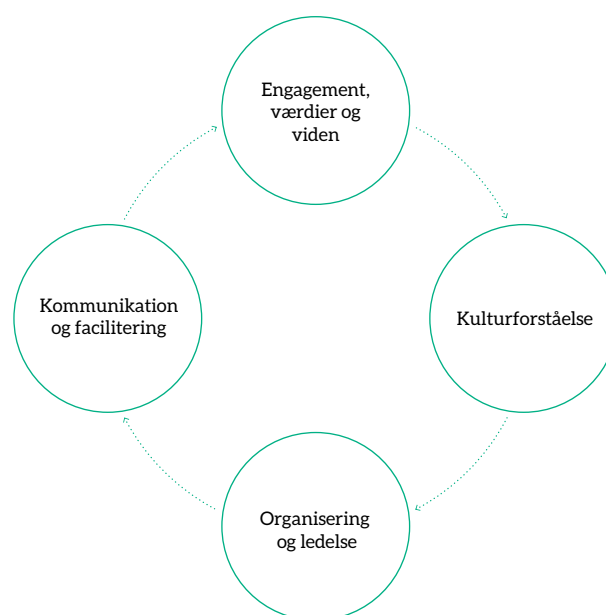 Engagement,
værdier og
viden
Kommunikation
og facilitering
Kulturforståelse
Organisering
og ledelse